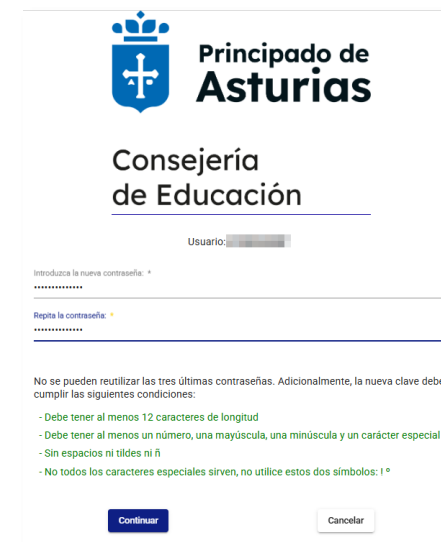 Principado de
Asturias
Consejería
de Educación
Usuario:
Introduzca la nueva contraseña: *
••••••••••••••
Repita la contraseña: *
••••••••••••••
No se pueden reutilizar las tres últimas contraseñas. Adicionalmente, la nueva clave debe
cumplir las siguientes condiciones:
- Debe tener al menos 12 caracteres de longitud
- Debe tener al menos un número, una mayúscula, una minúscula y un carácter especial
- Sin espacios ni tildes ni ñ
- No todos los caracteres especiales sirven, no utilice estos dos símbolos: ! º
Continuar
Cancelar